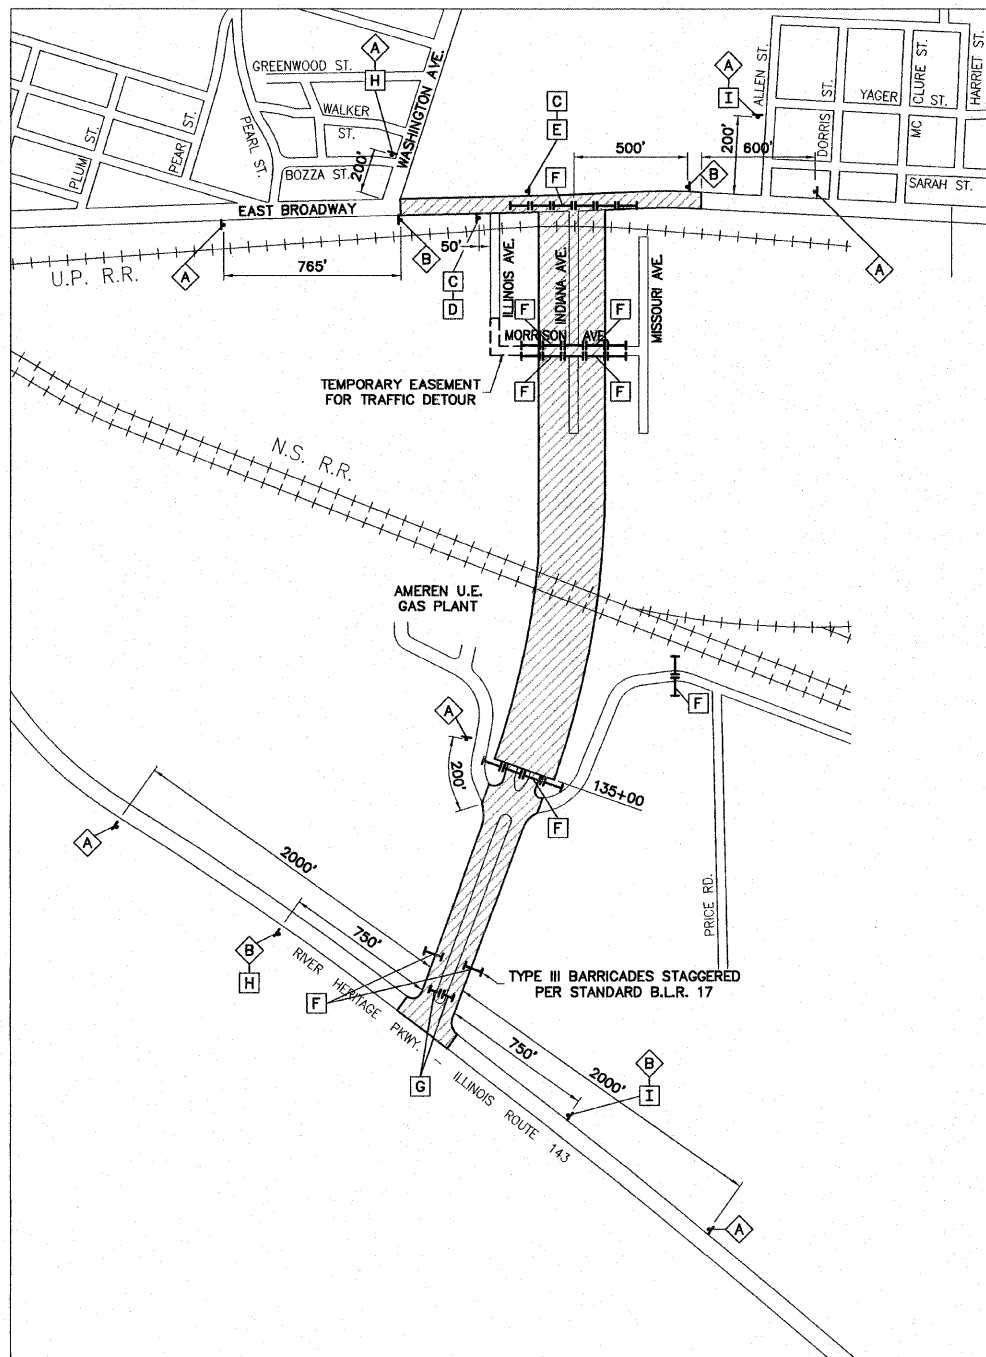 A
H
GREENWOOD ST.
WALKER
ST.
PEARL ST.
BOZZA ST.
200'
WASHINGTON AVE.
PLUM
ST.
PEAR
ST.
EAST BROADWAY
A
765'
U.P. R.R.
B
50'
C
D
C
E
F
500'
B
600'
A
I
200'
ALLEN ST.
DORRIS
ST.
YAGER
ST.
MC
CLURE ST.
HARRIET ST.
SARAH ST.
A
ILLINOIS AVE.
INDIANA AVE.
MISSOURI AVE.
F
F
MORRISON AVE.
F
F
TEMPORARY EASEMENT
FOR TRAFFIC DETOUR
N.S. R.R.
AMEREN U.E.
GAS PLANT
A
200'
F
135+00
F
PRICE RD.
A
2000'
750'
B
H
RIVER HERITAGE PKWY. - ILLINOIS ROUTE 143
F
TYPE III BARRICADES STAGGERED
PER STANDARD B.L.R. 17
G
750'
2000'
B
I
A